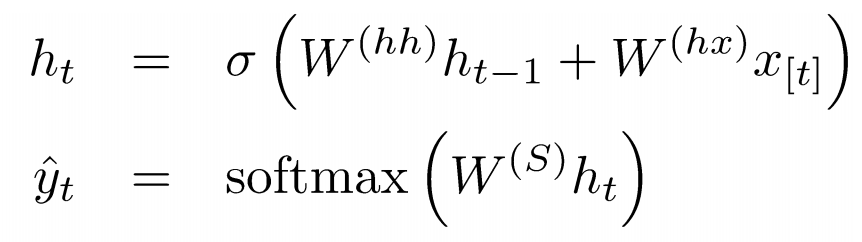 h_t = σ ( W^{(hh)} h_{t−1} + W^{(hx)} x_{[t]} )
ŷ_t = softmax ( W^{(S)} h_t )